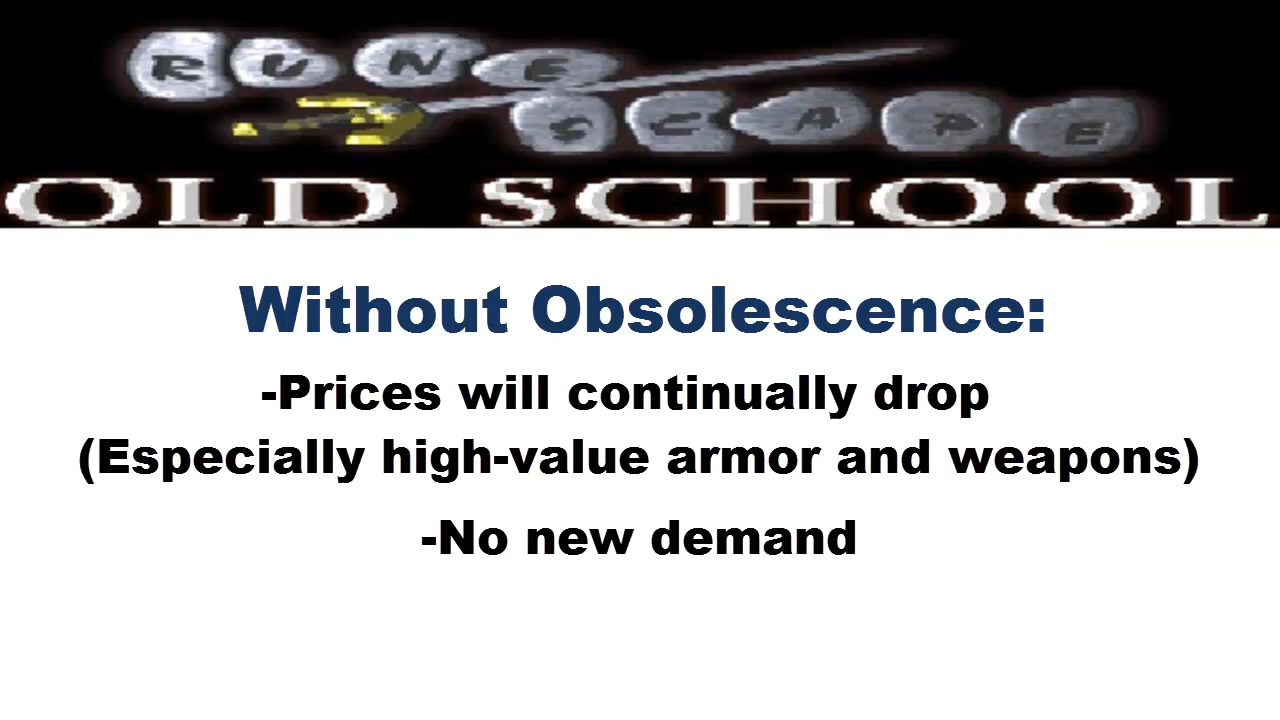 RUNE
SCAPE
OLD SCHOOL
Without Obsolescence:
-Prices will continually drop
(Especially high-value armor and weapons)
-No new demand